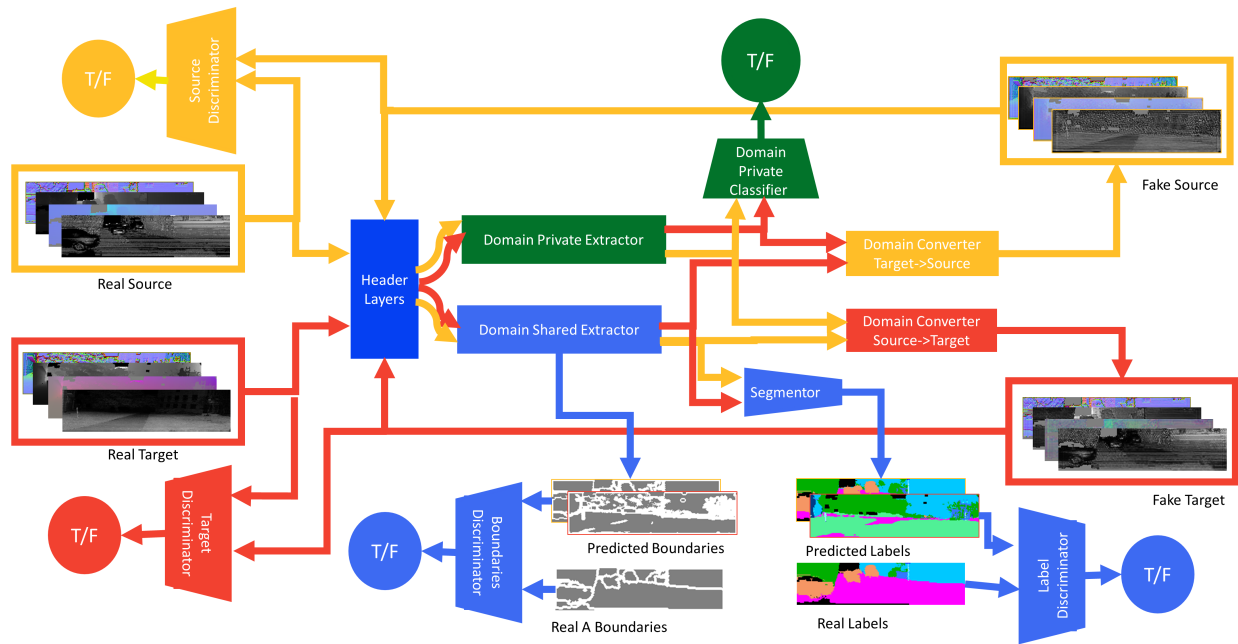 T/F
Source
Discriminator
T/F
Domain
Private
Classifier
Fake Source
Real Source
Header
Layers
Domain Private Extractor
Domain Converter
Target->Source
Domain Shared Extractor
Domain Converter
Source->Target
Segmentor
Real Target
Fake Target
T/F
Target
Discriminator
T/F
Boundaries
Discriminator
Predicted Boundaries
Real A Boundaries
Predicted Labels
Real Labels
Label
Discriminator
T/F